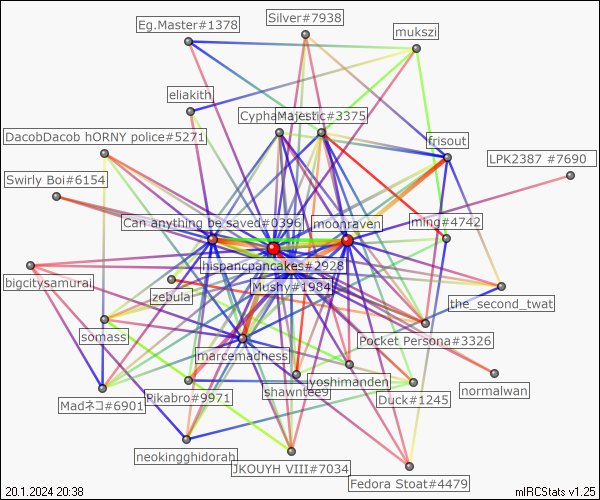 Silver#7938
Eg.Master#1378
mukszi
eliakith
Majestic#3375
DacobDacob hORNY police#5271
frisout
LPK2387 #7690
Swirly Boi#6154
Can anything be saved#0396
moonraven
ming#4742
hispancpancakes#2928
bigcitysamurai
Mushy#1984
zebula
the_second_twat
somass
Pocket Persona#3326
marcemadness
yoshimanden
normalwan
shawntee9
Madネコ#6901
Pikabro#9971
Duck#1245
neokingghidorah
JKOUYH VIII#7034
Fedora Stoat#4479
20.1.2024 20:38
mIRCStats v1.25